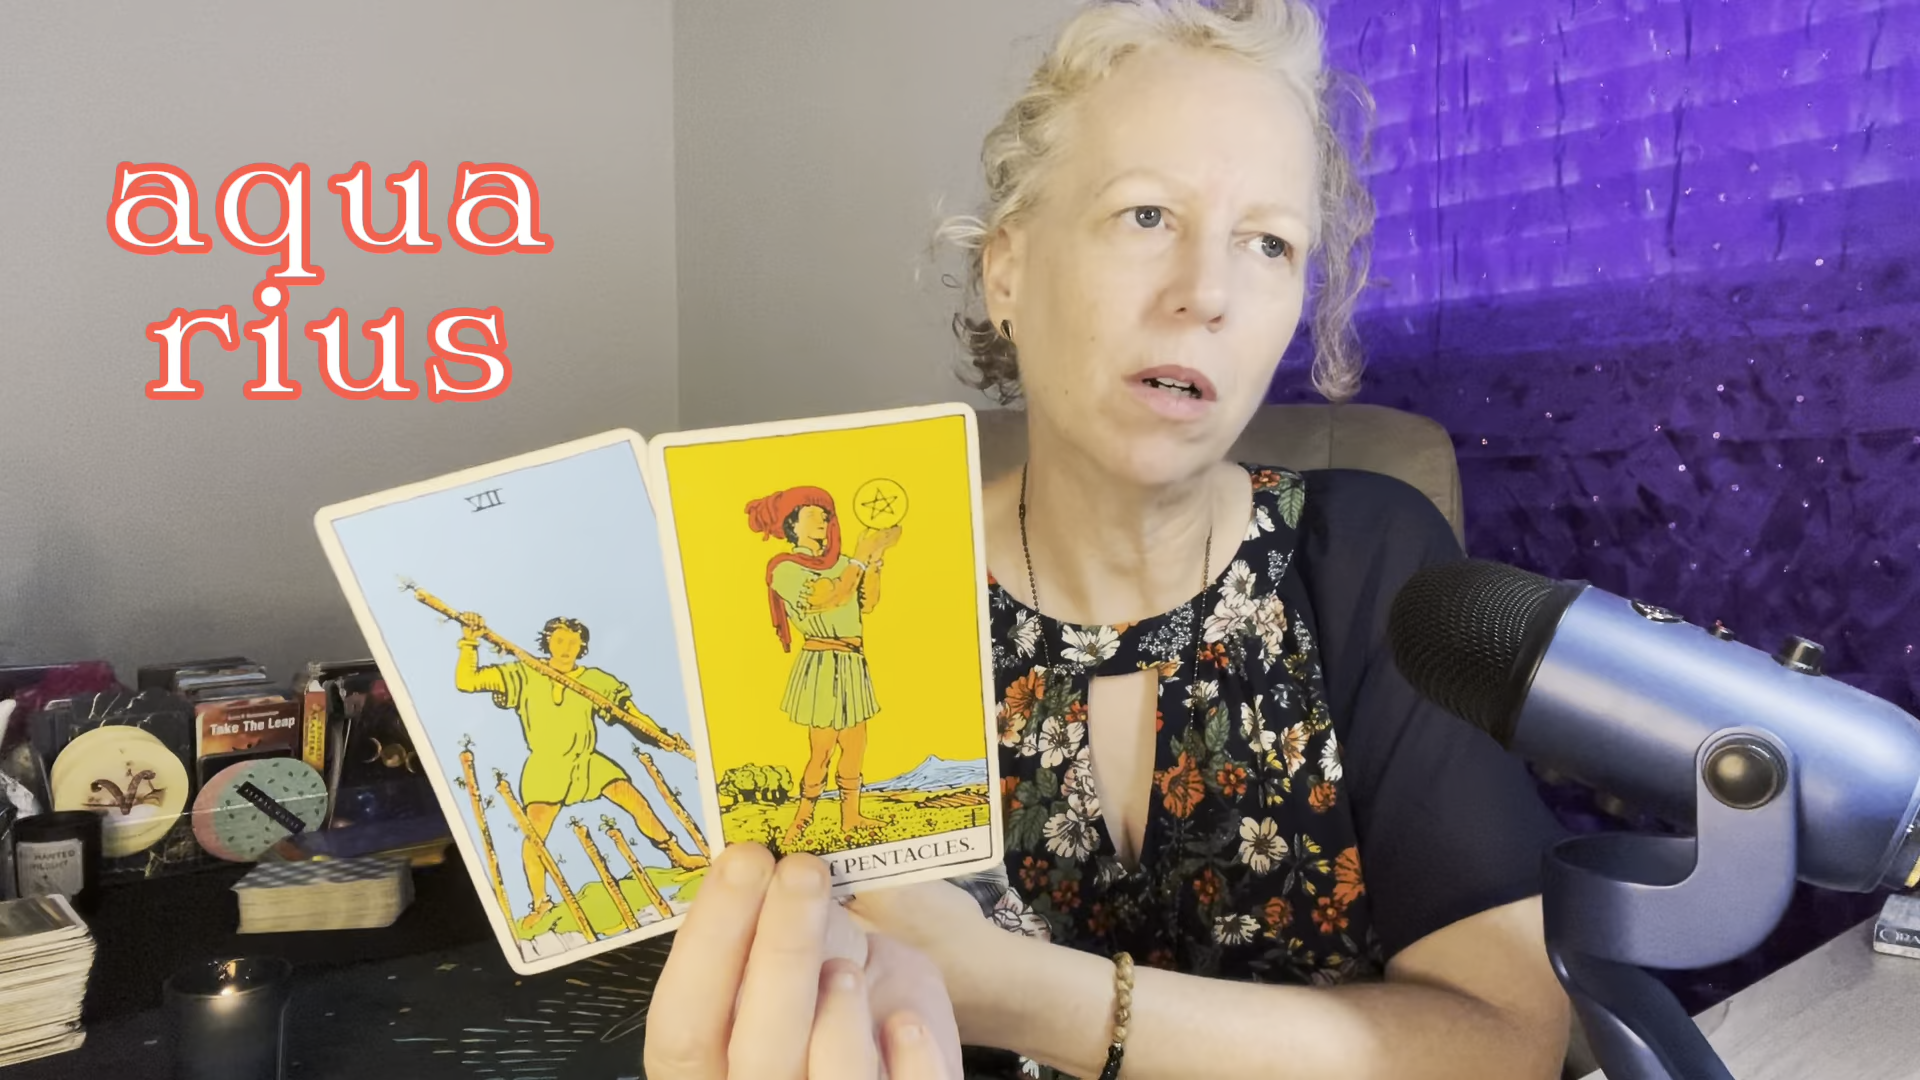 aqua
rius
VII
f PENTACLES.
Take The Leap